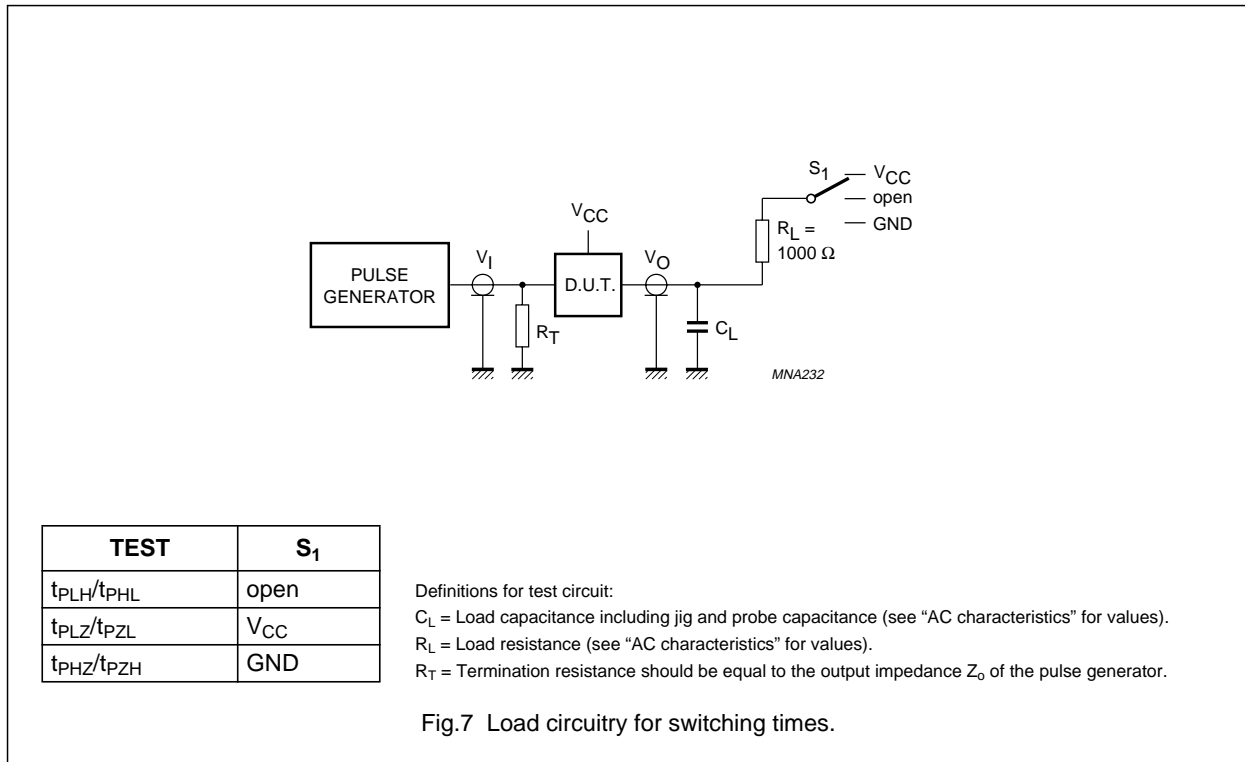 S1
VCC
open
GND
VCC
RL =
1000 Ω
VI
VO
PULSE
GENERATOR
D.U.T.
RT
CL
MNA232
TEST S1
tPLH/tPHL open
tPLZ/tPZL VCC
tPHZ/tPZH GND
Definitions for test circuit:
CL = Load capacitance including jig and probe capacitance (see “AC characteristics” for values).
RL = Load resistance (see “AC characteristics” for values).
RT = Termination resistance should be equal to the output impedance Zo of the pulse generator.
Fig.7 Load circuitry for switching times.